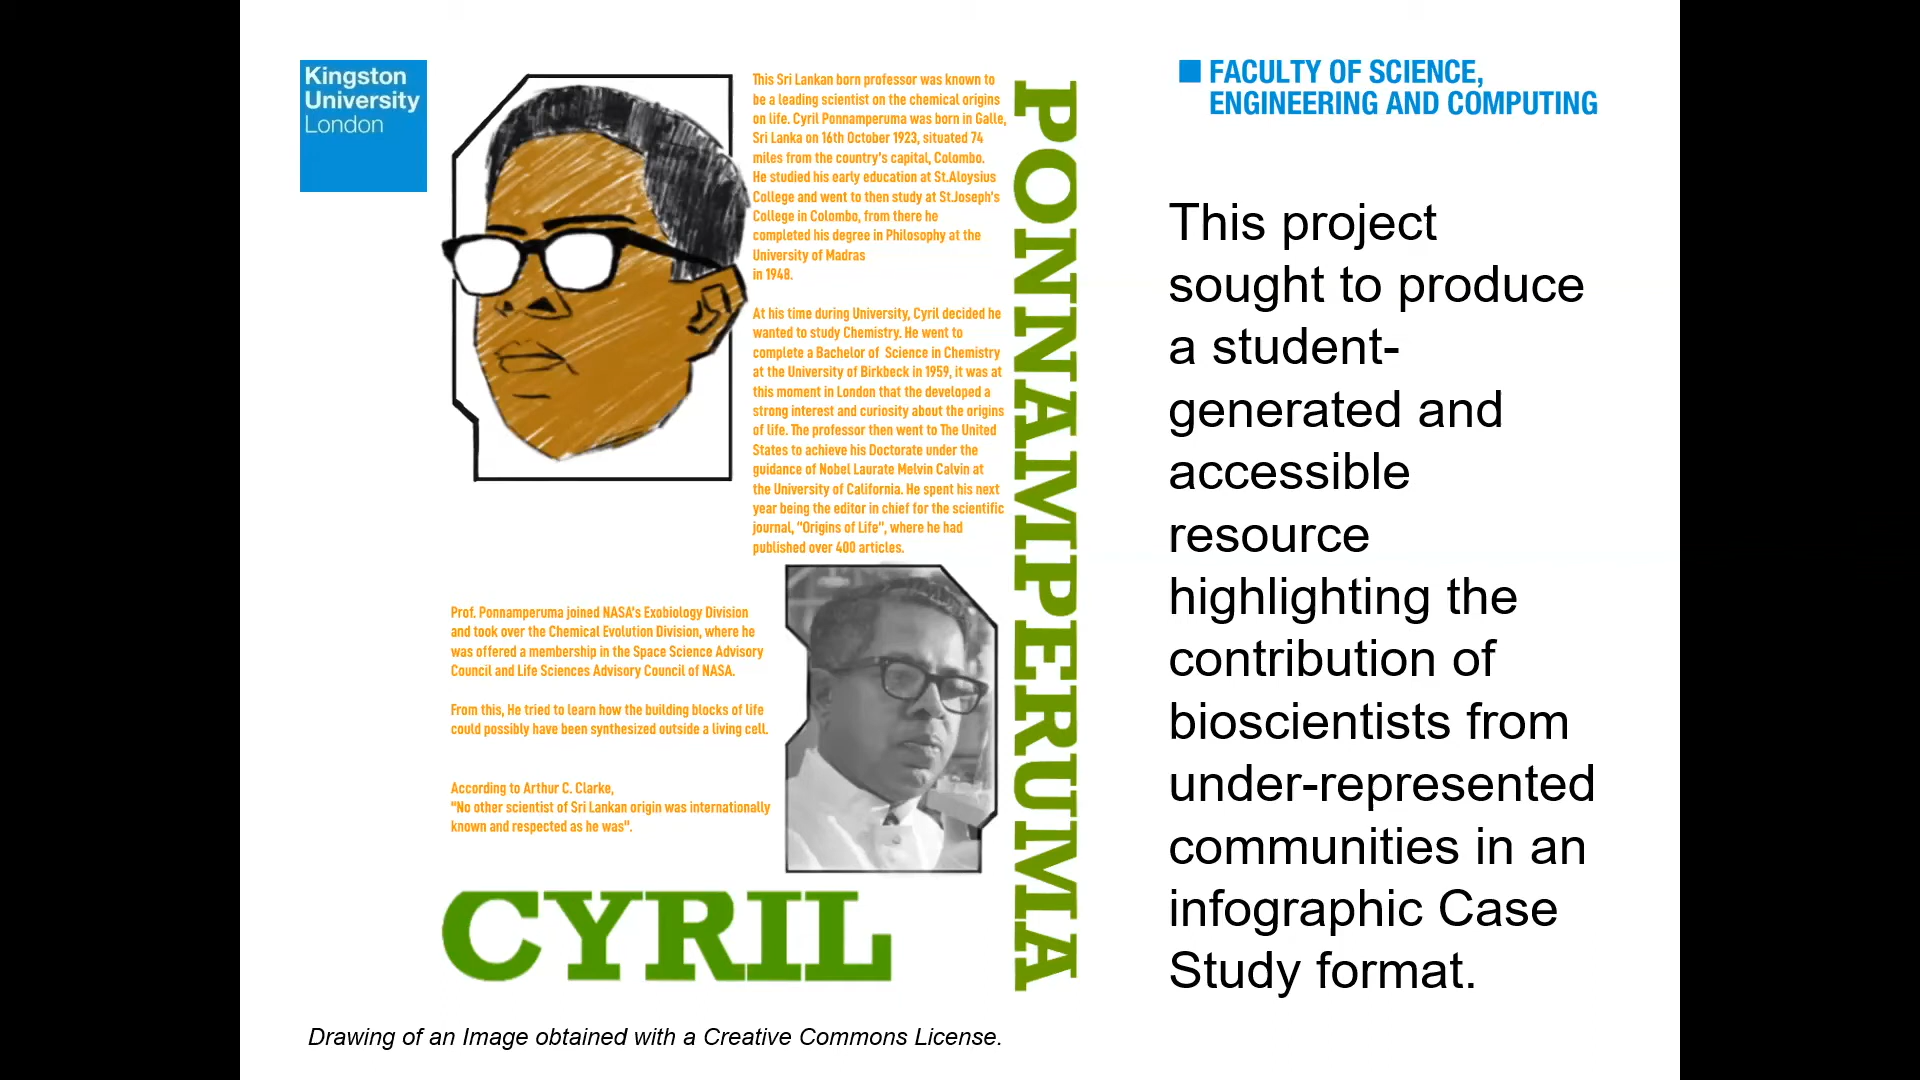 Kingston
University
London
This Sri Lankan born professor was known to
be a leading scientist on the chemical origins
on life. Cyril Ponnamperuma was born in Galle,
Sri Lanka on 16th October 1923, situated 74
miles from the country's capital, Colombo.
He studied his early education at St.Aloysius
College and went to then study at St.Joseph's
College in Colombo, from there he
completed his degree in Philosophy at the
University of Madras
in 1948.
At his time during University, Cyril decided he
wanted to study Chemistry. He went to
complete a Bachelor of Science in Chemistry
at the University of Birkbeck in 1959, it was at
this moment in London that the developed a
strong interest and curiosity about the origins
of life. The professor then went to The United
States to achieve his Doctorate under the
guidance of Nobel Laurate Melvin Calvin at
the University of California. He spent his next
year being the editor in chief for the scientific
journal, "Origins of Life", where he had
published over 400 articles.
Prof. Ponnamperuma joined NASA's Exobiology Division
and took over the Chemical Evolution Division, where he
was offered a membership in the Space Science Advisory
Council and Life Sciences Advisory Council of NASA.
From this, He tried to learn how the building blocks of life
could possibly have been synthesized outside a living cell.
According to Arthur C. Clarke,
"No other scientist of Sri Lankan origin was internationally
known and respected as he was".
CYRIL
PONNAMPERUMA
Drawing of an Image obtained with a Creative Commons License.
FACULTY OF SCIENCE,
ENGINEERING AND COMPUTING
This project
sought to produce
a student-
generated and
accessible
resource
highlighting the
contribution of
bioscientists from
under-represented
communities in an
infographic Case
Study format.